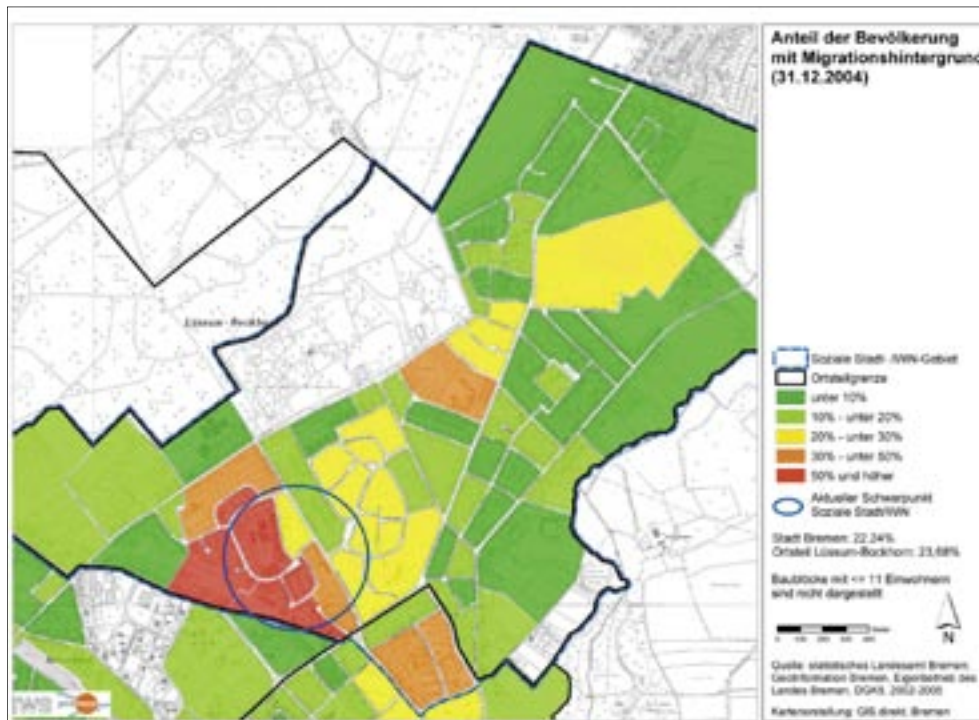 Anteil der Bevölkerung
mit Migrationshintergrund
(31.12.2004)
Lüssum-Bockhorn
Soziale Stadt-/WiN-Gebiet
Ortsteilgrenze
unter 10%
10% - unter 20%
20% - unter 30%
30% - unter 50%
50% und höher
Aktueller Schwerpunkt
Soziale Stadt/WiN
Stadt Bremen: 22,24%
Ortsteil Lüssum-Bockhorn: 23,68%
Baublöcke mit <= 11 Einwohnern
sind nicht dargestellt
N
Quelle: statistisches Landesamt Bremen,
GeoInformation Bremen, Eigenbetrieb des
Landes Bremen, DGK5, 2002-2005
Kartenerstellung: GIS direkt, Bremen